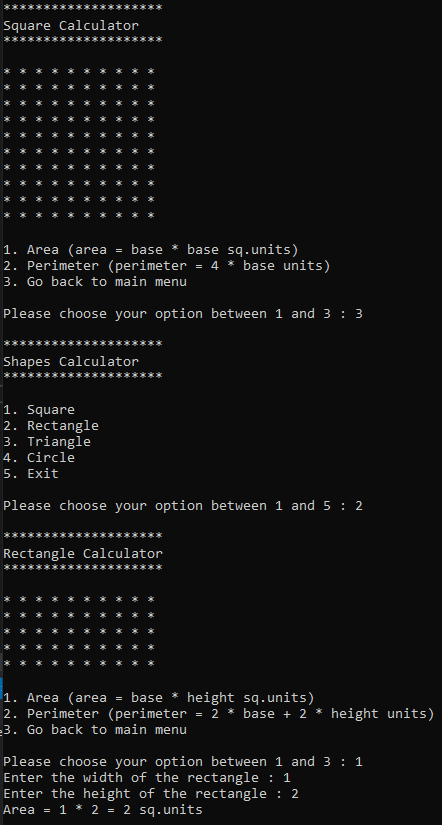 ********************
Square Calculator
********************
* * * * * * * * * *
* * * * * * * * * *
* * * * * * * * * *
* * * * * * * * * *
* * * * * * * * * *
* * * * * * * * * *
* * * * * * * * * *
* * * * * * * * * *
* * * * * * * * * *
* * * * * * * * * *
1. Area (area = base * base sq.units)
2. Perimeter (perimeter = 4 * base units)
3. Go back to main menu
Please choose your option between 1 and 3 : 3
********************
Shapes Calculator
********************
1. Square
2. Rectangle
3. Triangle
4. Circle
5. Exit
Please choose your option between 1 and 5 : 2
********************
Rectangle Calculator
********************
* * * * * * * * * *
* * * * * * * * * *
* * * * * * * * * *
* * * * * * * * * *
* * * * * * * * * *
1. Area (area = base * height sq.units)
2. Perimeter (perimeter = 2 * base + 2 * height units)
3. Go back to main menu
Please choose your option between 1 and 3 : 1
Enter the width of the rectangle : 1
Enter the height of the rectangle : 2
Area = 1 * 2 = 2 sq.units